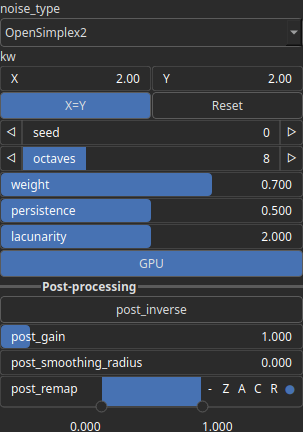 noise_type
OpenSimplex2
kw
X 2.00 Y 2.00
X=Y Reset
seed 0
octaves 8
weight 0.700
persistence 0.500
lacunarity 2.000
GPU
Post-processing
post_inverse
post_gain 1.000
post_smoothing_radius 0.000
post_remap - Z A C R
0.000 1.000